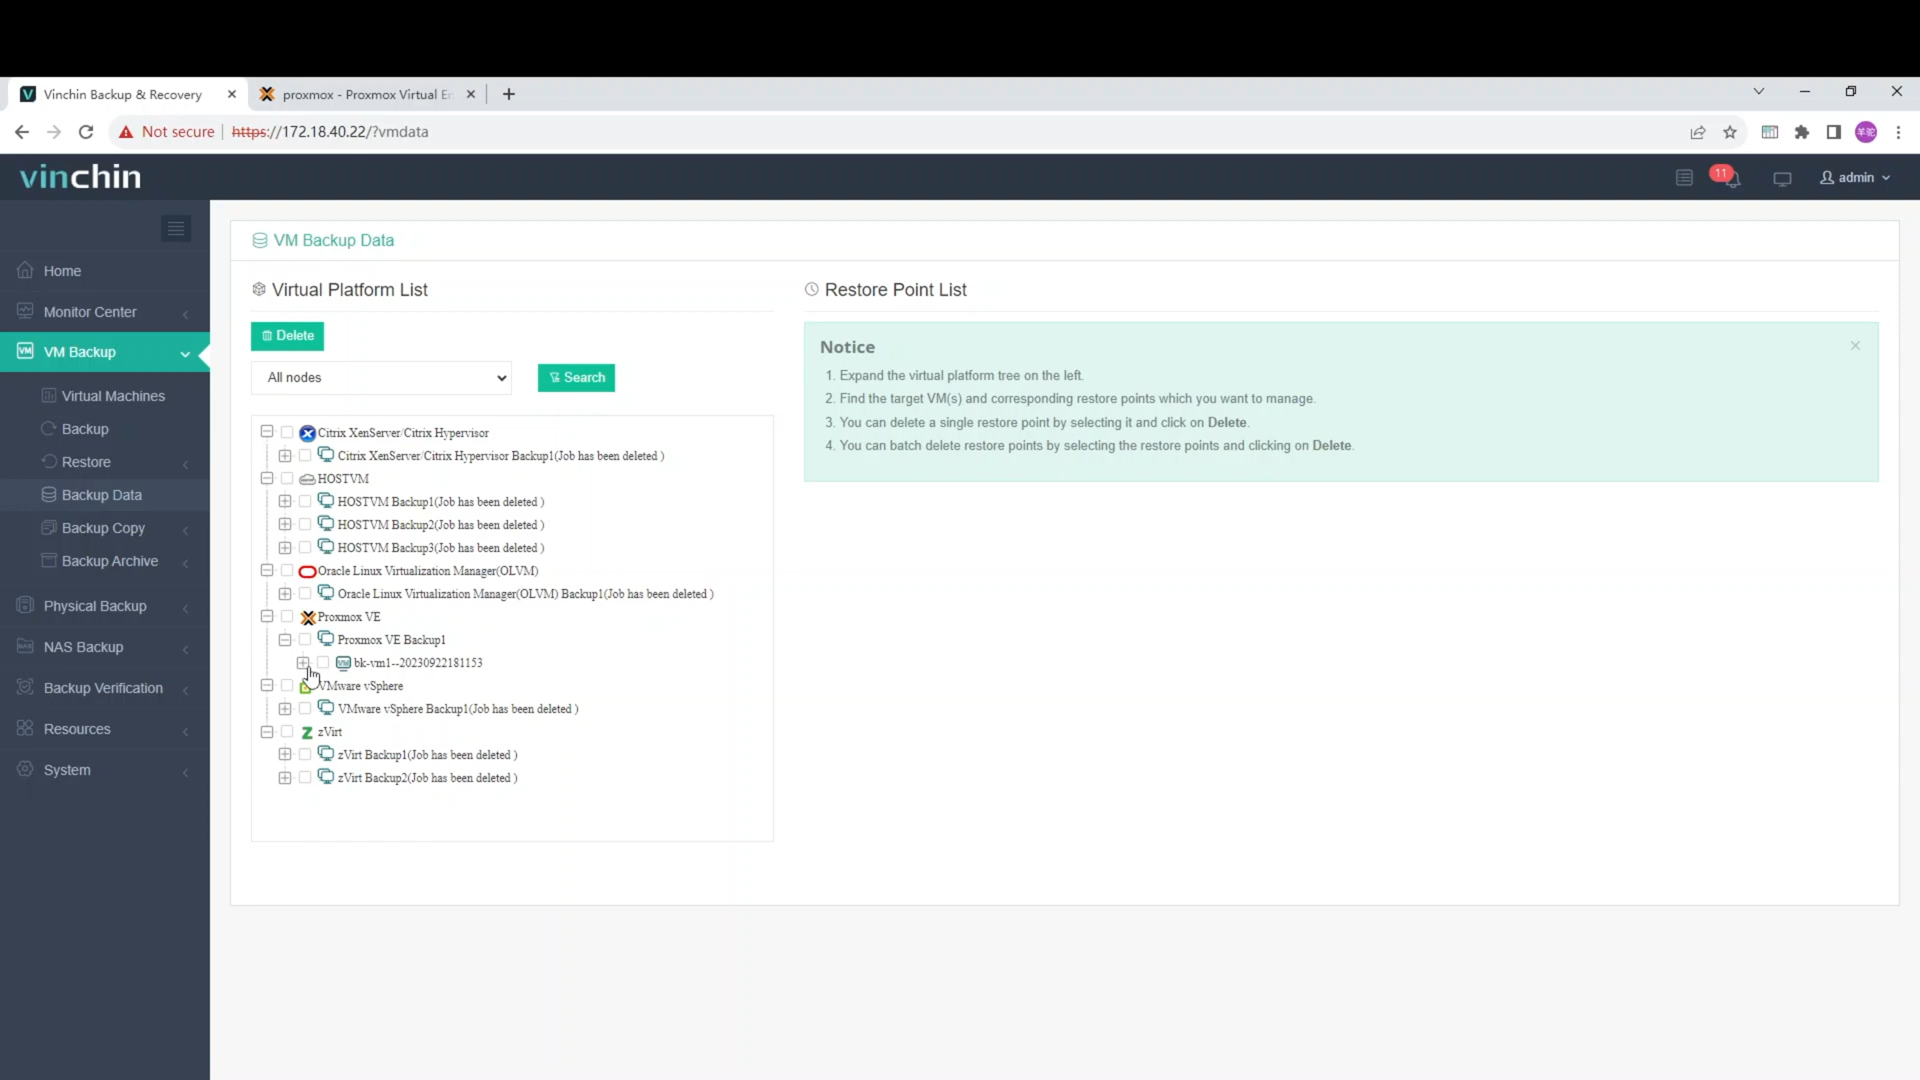 Vinchin Backup & Recovery
proxmox - Proxmox Virtual En
Not secure
https://172.18.40.22/?vmdata
vinchin
11
admin
Home
Monitor Center
VM Backup
Virtual Machines
Backup
Restore
Backup Data
Backup Copy
Backup Archive
Physical Backup
NAS Backup
Backup Verification
Resources
System
VM Backup Data
Virtual Platform List
Delete
All nodes
Search
Citrix XenServer/Citrix Hypervisor
Citrix XenServer/Citrix Hypervisor Backup1(Job has been deleted )
HOSTVM
HOSTVM Backup1(Job has been deleted )
HOSTVM Backup2(Job has been deleted )
HOSTVM Backup3(Job has been deleted )
Oracle Linux Virtualization Manager(OLVM)
Oracle Linux Virtualization Manager(OLVM) Backup1(Job has been deleted )
Proxmox VE
Proxmox VE Backup1
bk-vm1--20230922181153
VMware vSphere
VMware vSphere Backup1(Job has been deleted )
zVirt
zVirt Backup1(Job has been deleted )
zVirt Backup2(Job has been deleted )
Restore Point List
Notice
1. Expand the virtual platform tree on the left.
2. Find the target VM(s) and corresponding restore points which you want to manage.
3. You can delete a single restore point by selecting it and click on Delete.
4. You can batch delete restore points by selecting the restore points and clicking on Delete.